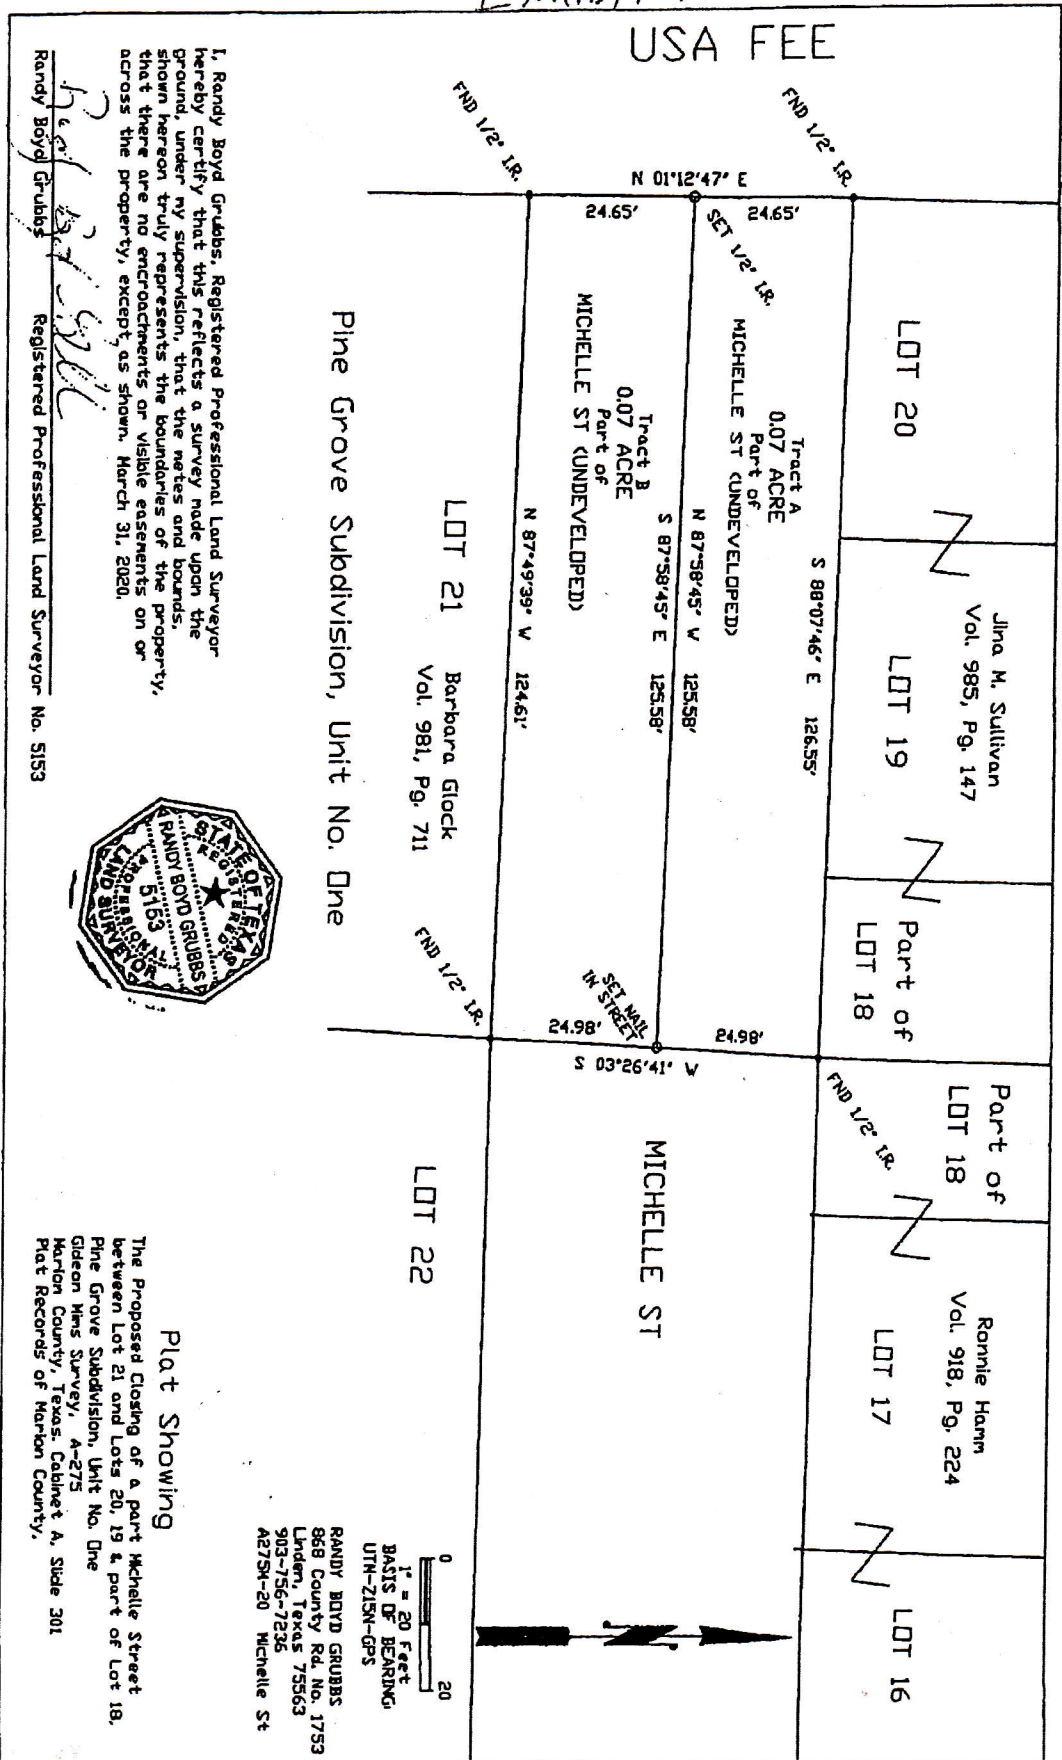 USA FEE
FND 1/2" I.R.
FND 1/2" I.R.
N 01°12'47" E
24.65'
24.65'
SET 1/2" I.R.
LOT 20
Jina M. Sullivan
Vol. 985, Pg. 147
LOT 19
Part of
LOT 18
Part of
LOT 18
Ronnie Hamm
Vol. 918, Pg. 224
LOT 17
LOT 16
S 88°07'46" E 126.55'
Tract A
0.07 ACRE
Part of
MICHELLE ST (UNDEVELOPED)
N 87°58'45" W 125.58'
S 87°58'45" E 125.58'
Tract B
0.07 ACRE
Part of
MICHELLE ST (UNDEVELOPED)
N 87°49'39" W 124.61'
SET NAIL
IN STREET
24.98'
24.98'
S 03°26'41" W
FND 1/2" I.R.
FND 1/2" I.R.
MICHELLE ST
LOT 21
Barbara Glock
Vol. 981, Pg. 711
LOT 22
Pine Grove Subdivision, Unit No. One
I, Randy Boyd Grubbs, Registered Professional Land Surveyor
hereby certify that this reflects a survey made upon the
ground, under my supervision, that the metes and bounds,
shown hereon truly represents the boundaries of the property,
that there are no encroachments or visible easements on or
across the property, except, as shown. March 31, 2020.
Randy Boyd Grubbs Registered Professional Land Surveyor No. 5153
STATE OF TEXAS
REGISTERED
RANDY BOYD GRUBBS
5153
PROFESSIONAL
LAND SURVEYOR
0 20
1" = 20 Feet
BASIS OF BEARING:
UTM-Z15N-GPS
RANDY BOYD GRUBBS
868 County Rd. No. 1753
Linden, Texas 75563
903-756-7236
A275M-20 Michelle St
Plat Showing
The Proposed Closing of a part Michelle Street
between Lot 21 and Lots 20, 19 & part of Lot 18,
Pine Grove Subdivision, Unit No. One
Gideon Mims Survey, A-275
Marion County, Texas. Cabinet A, Slide 301
Plat Records of Marion County.